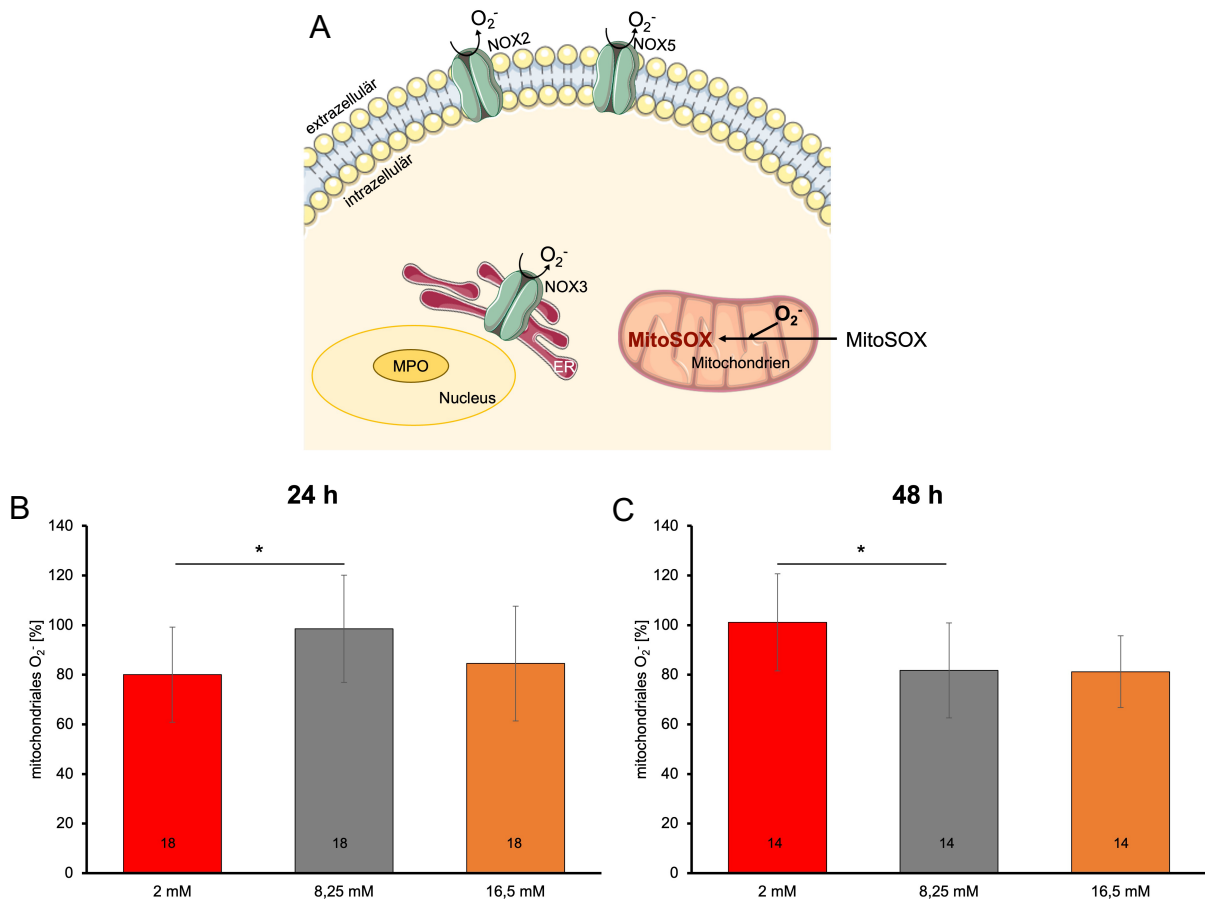 A
O₂⁻
NOX2
O₂⁻
NOX5
extrazellulär
intrazellulär
O₂⁻
NOX3
ER
MPO
Nucleus
O₂⁻
MitoSOX
MitoSOX
Mitochondrien
B
24 h
mitochondriales O₂⁻ [%]
140
120
100
80
60
40
20
0
*
18
18
18
2 mM
8,25 mM
16,5 mM
C
48 h
mitochondriales O₂⁻ [%]
140
120
100
80
60
40
20
0
*
14
14
14
2 mM
8,25 mM
16,5 mM